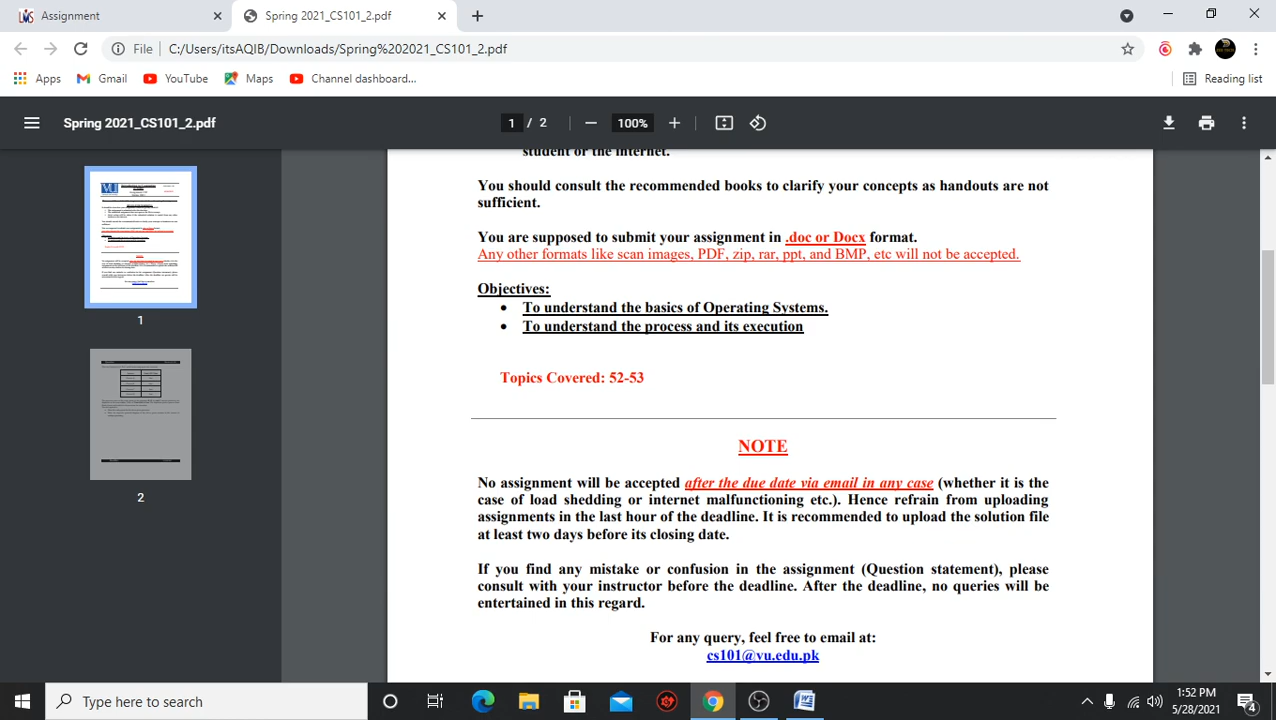 Assignment
Spring 2021_CS101_2.pdf
File
C:/Users/itsAQIB/Downloads/Spring%202021_CS101_2.pdf
Apps
Gmail
YouTube
Maps
Channel dashboard...
Reading list
Spring 2021_CS101_2.pdf
1 / 2
100%
student or the internet.
You should consult the recommended books to clarify your concepts as handouts are not
sufficient.
You are supposed to submit your assignment in .doc or Docx format.
Any other formats like scan images, PDF, zip, rar, ppt, and BMP, etc will not be accepted.
Objectives:
• To understand the basics of Operating Systems.
• To understand the process and its execution
Topics Covered: 52-53
NOTE
No assignment will be accepted after the due date via email in any case (whether it is the
case of load shedding or internet malfunctioning etc.). Hence refrain from uploading
assignments in the last hour of the deadline. It is recommended to upload the solution file
at least two days before its closing date.
If you find any mistake or confusion in the assignment (Question statement), please
consult with your instructor before the deadline. After the deadline, no queries will be
entertained in this regard.
For any query, feel free to email at:
cs101@vu.edu.pk
1
2
Type here to search
1:52 PM
5/28/2021
4